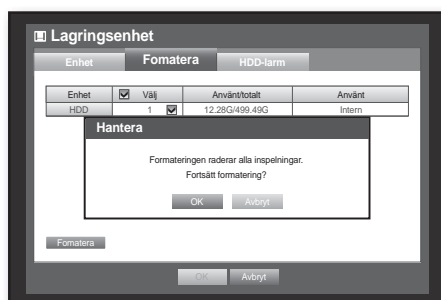 Lagringsenhet
Enhet Fomatera HDD-larm
Enhet Välj Använt/totalt Använt
HDD 1 12.28G/499.49G Intern
Hantera
Formateringen raderar alla inspelningar.
Fortsätt formatering?
OK Avbryt
Fomatera
OK Avbryt